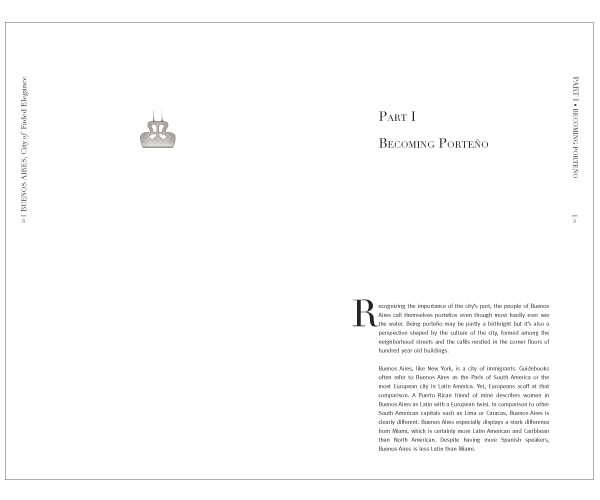 BUENOS AIRES, City of Faded Elegance
Part I
Becoming Porteño
PART I • BECOMING PORTEÑO
Recognizing the importance of the city's port, the people of Buenos
Aires call themselves porteños even though most hardly ever see
the water. Being porteño may be partly a birthright but it's also a
perspective shaped by the culture of the city, formed among the
neighborhood streets and the cafés nestled in the corner floors of
hundred year old buildings.
Buenos Aires, like New York, is a city of immigrants. Guidebooks
often refer to Buenos Aires as the Paris of South America or the
most European city in Latin America. Yet, Europeans scoff at that
comparison. A Puerto Rican friend of mine describes women in
Buenos Aires as Latin with a European twist. In comparison to other
South American capitals such as Lima or Caracas, Buenos Aires is
clearly different. Buenos Aires especially displays a stark difference
from Miami, which is certainly more Latin American and Caribbean
than North American. Despite having more Spanish speakers,
Buenos Aires is less Latin than Miami.